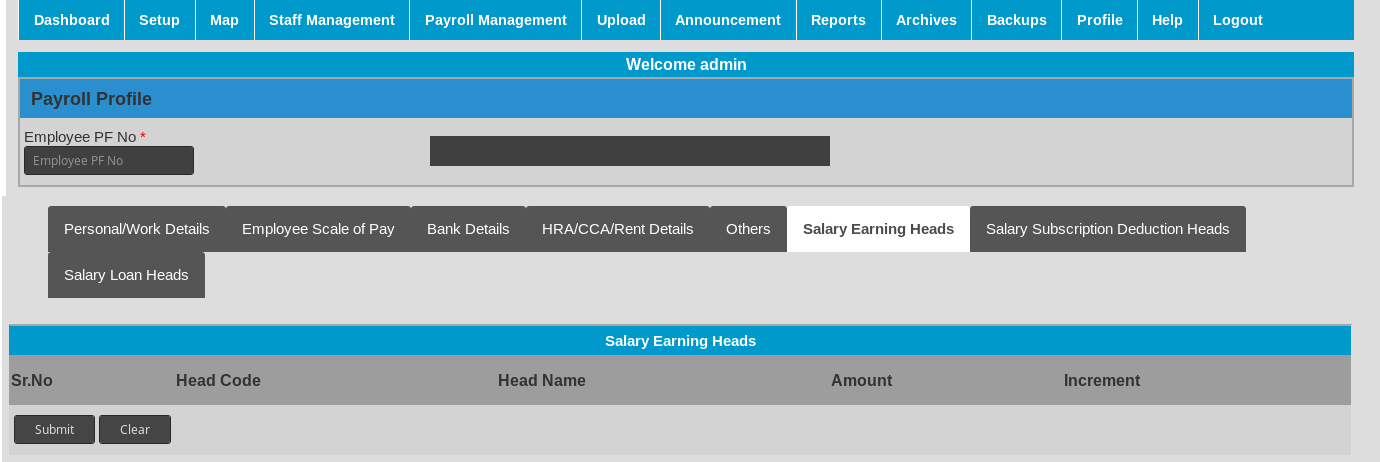 Dashboard Setup Map Staff Management Payroll Management Upload Announcement Reports Archives Backups Profile Help Logout
Welcome admin
Payroll Profile
Employee PF No *
Employee PF No
Personal/Work Details Employee Scale of Pay Bank Details HRA/CCA/Rent Details Others Salary Earning Heads Salary Subscription Deduction Heads
Salary Loan Heads
Salary Earning Heads
Sr.No Head Code Head Name Amount Increment
Submit Clear